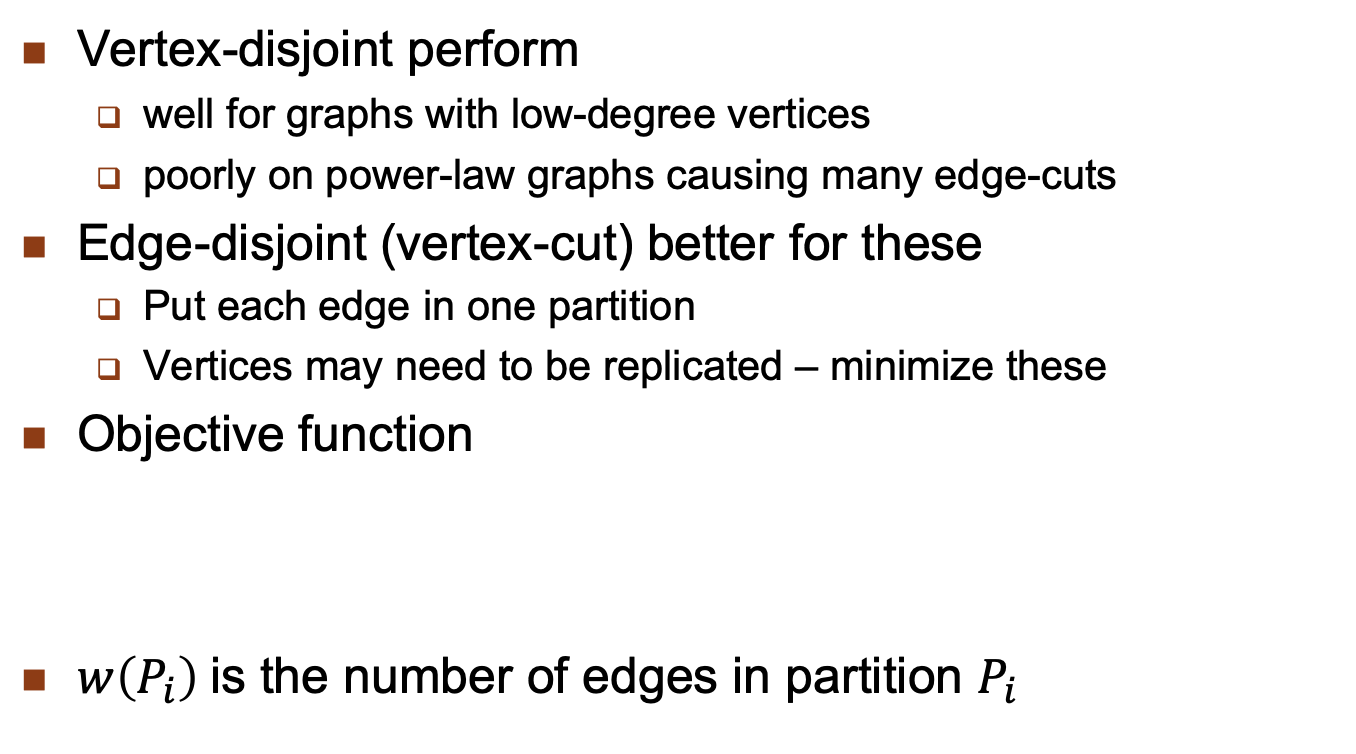 Vertex-disjoint perform
well for graphs with low-degree vertices
poorly on power-law graphs causing many edge-cuts
Edge-disjoint (vertex-cut) better for these
Put each edge in one partition
Vertices may need to be replicated – minimize these
Objective function
w(Pᵢ) is the number of edges in partition Pᵢ